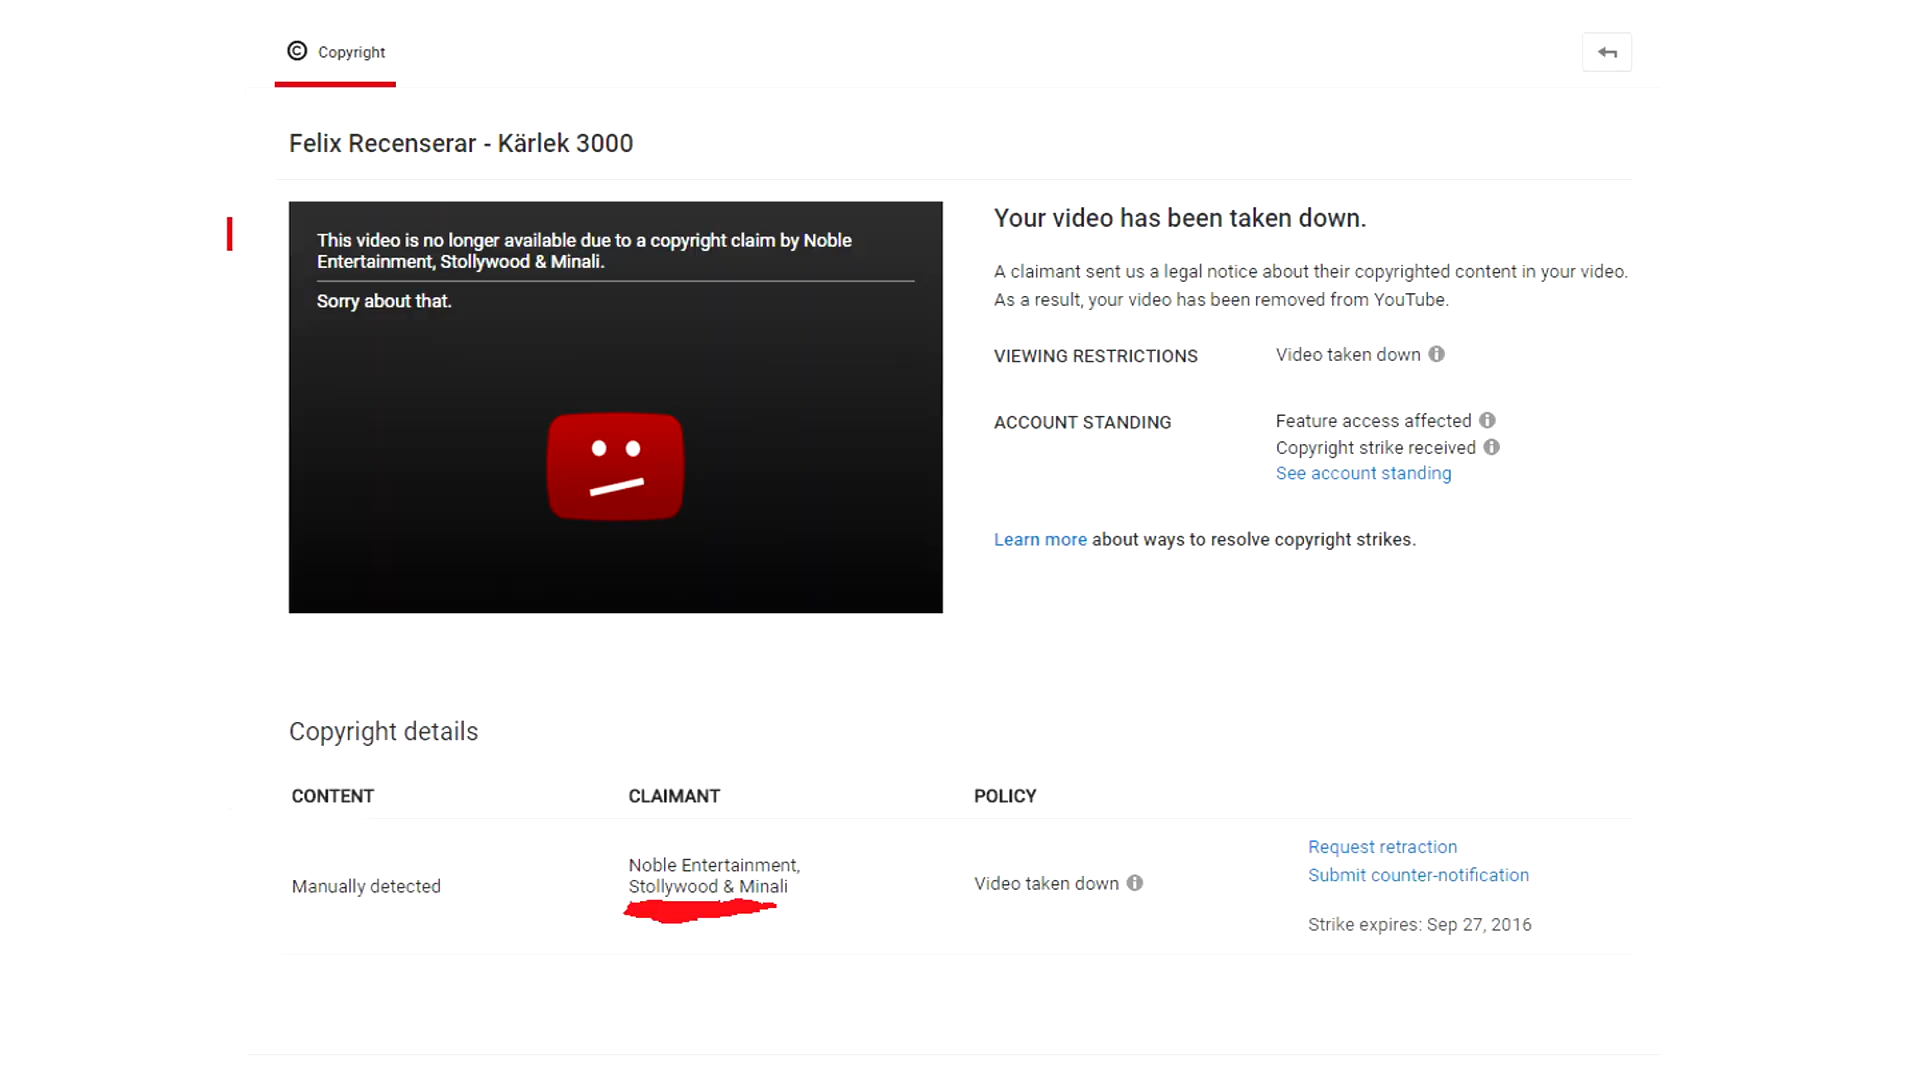 © Copyright
Felix Recenserar - Kärlek 3000
This video is no longer available due to a copyright claim by Noble
Entertainment, Stollywood & Minali.
Sorry about that.
Your video has been taken down.
A claimant sent us a legal notice about their copyrighted content in your video.
As a result, your video has been removed from YouTube.
VIEWING RESTRICTIONS
Video taken down
ACCOUNT STANDING
Feature access affected
Copyright strike received
See account standing
Learn more about ways to resolve copyright strikes.
Copyright details
CONTENT
CLAIMANT
POLICY
Manually detected
Noble Entertainment,
Stollywood & Minali
Video taken down
Request retraction
Submit counter-notification
Strike expires: Sep 27, 2016